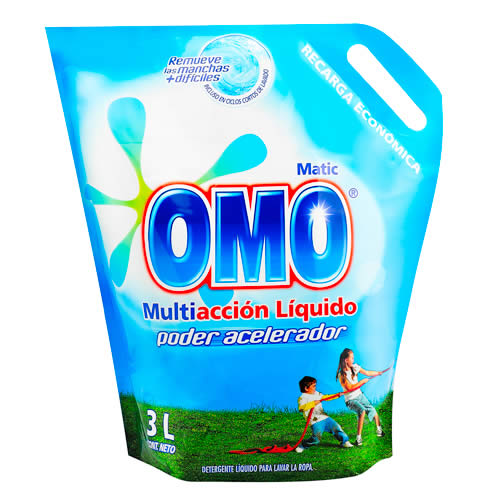 Remueve
las manchas
+difíciles
INCLUSO EN CICLOS CORTOS DE LAVADO
RECARGA ECONÓMICA
Matic
OMO®
Multiacción Líquido
poder acelerador
3 L
CONT. NETO
DETERGENTE LÍQUIDO PARA LAVAR LA ROPA.